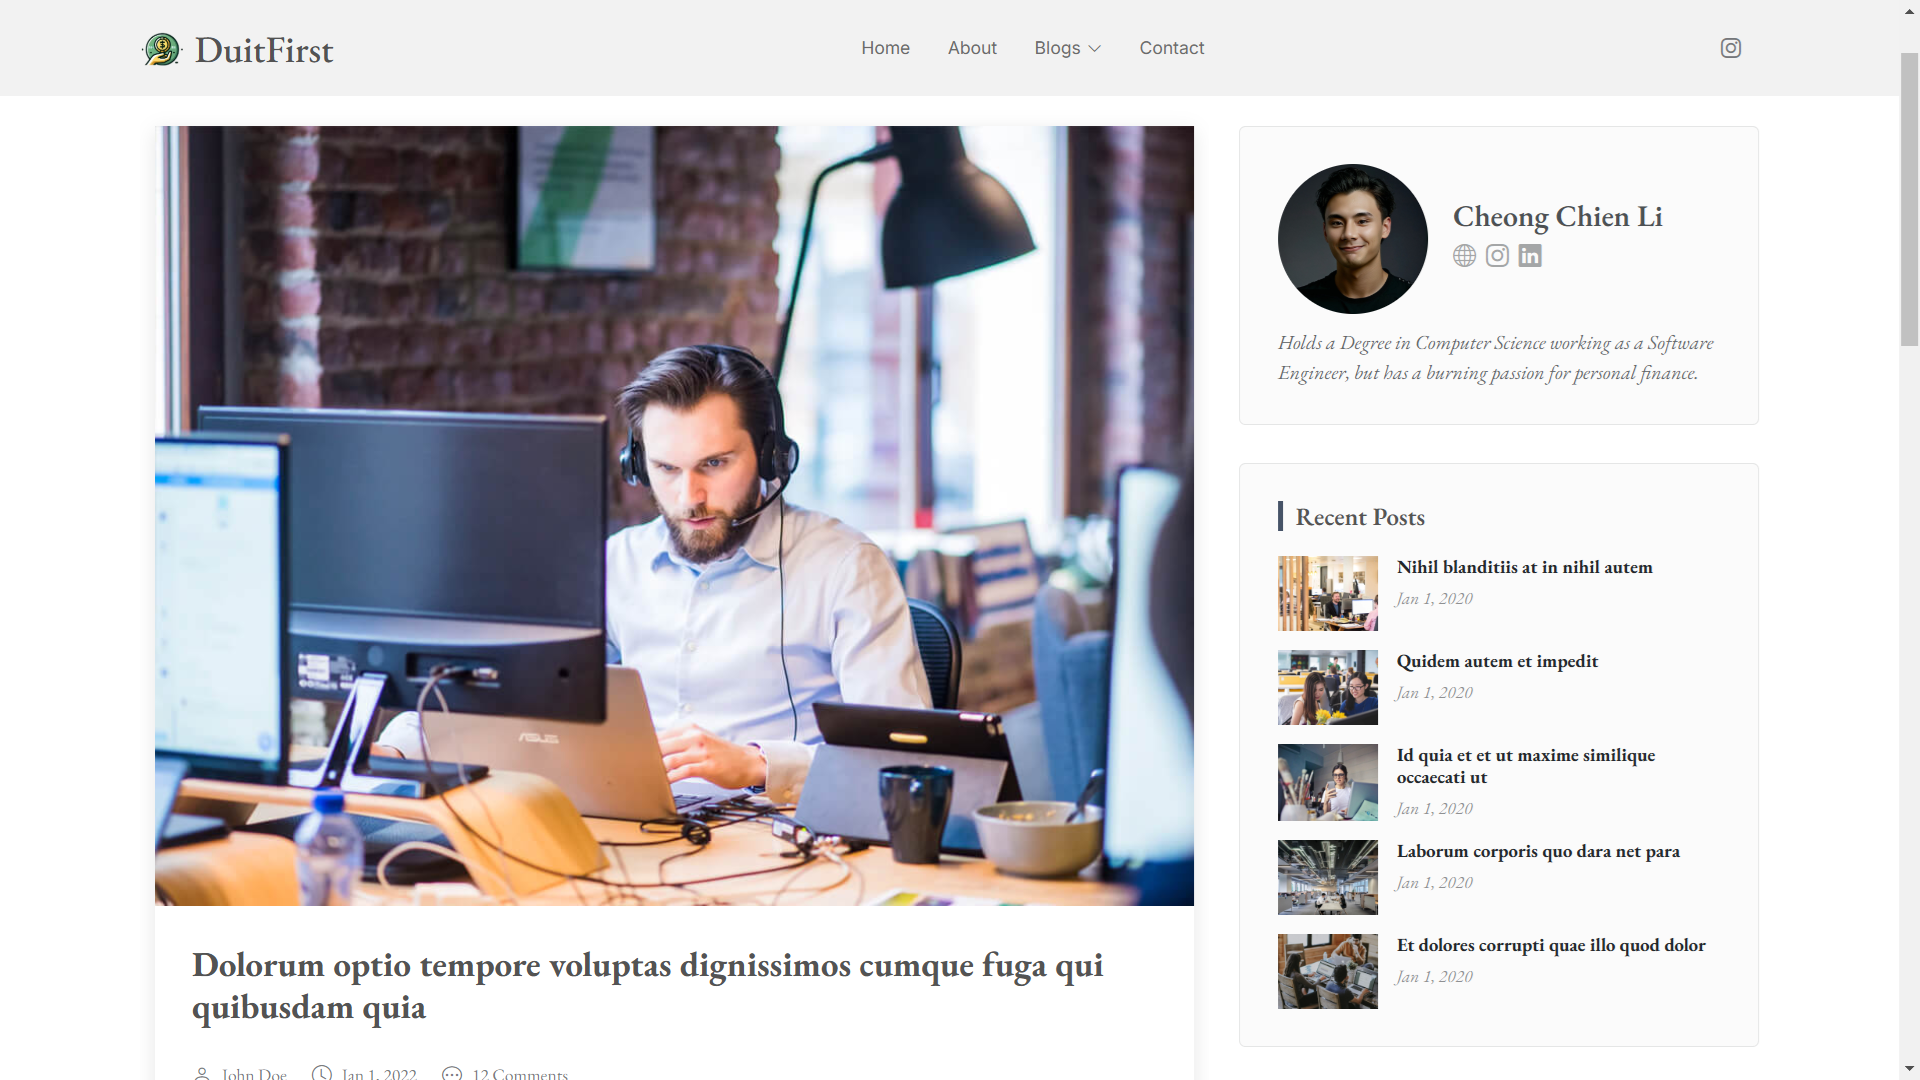 DuitFirst
Home
About
Blogs
Contact
Cheong Chien Li
Holds a Degree in Computer Science working as a Software
Engineer, but has a burning passion for personal finance.
Recent Posts
Nihil blanditiis at in nihil autem
Jan 1, 2020
Quidem autem et impedit
Jan 1, 2020
Id quia et et ut maxime similique
occaecati ut
Jan 1, 2020
Laborum corporis quo dara net para
Jan 1, 2020
Et dolores corrupti quae illo quod dolor
Jan 1, 2020
ASUS
Dolorum optio tempore voluptas dignissimos cumque fuga qui
quibusdam quia
John Doe
Jan 1, 2022
12 Comments